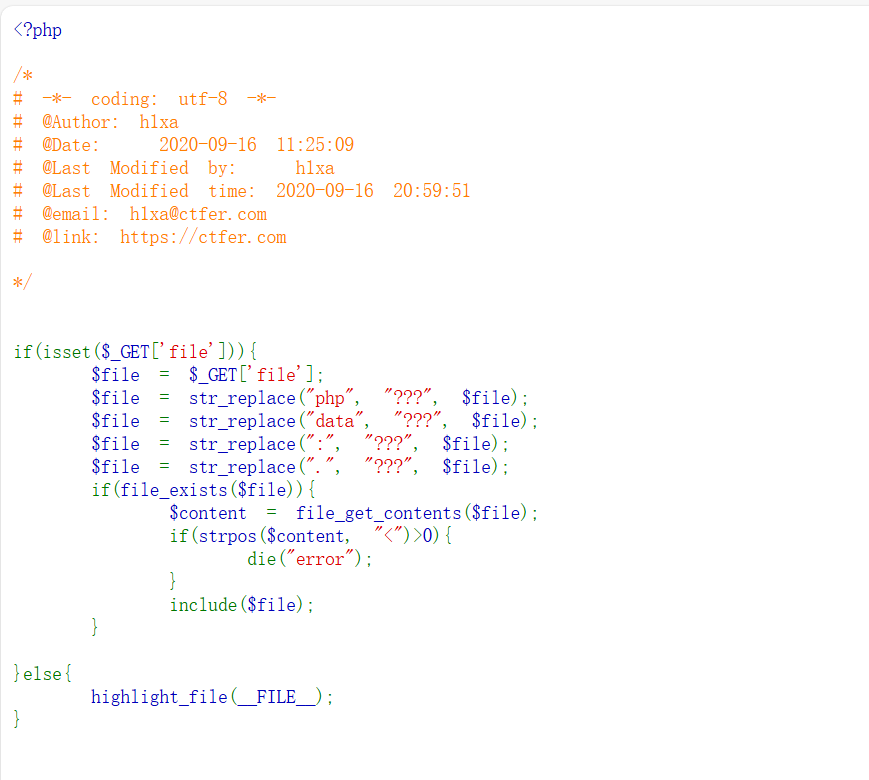 <?php
/*
# -*- coding: utf-8 -*-
# @Author: hlxa
# @Date: 2020-09-16 11:25:09
# @Last Modified by: hlxa
# @Last Modified time: 2020-09-16 20:59:51
# @email: hlxa@ctfer.com
# @link: https://ctfer.com
*/
if(isset($_GET['file'])){
$file = $_GET['file'];
$file = str_replace("php", "???", $file);
$file = str_replace("data", "???", $file);
$file = str_replace(":", "???", $file);
$file = str_replace(".", "???", $file);
if(file_exists($file)){
$content = file_get_contents($file);
if(strpos($content, "<")>0){
die("error");
}
include($file);
}
}else{
highlight_file(__FILE__);
}